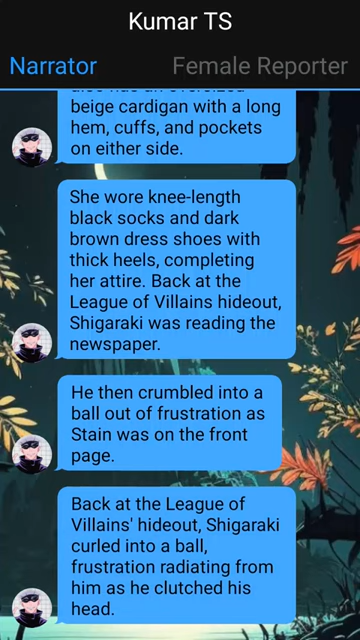 Kumar TS
Narrator
Female Reporter
also has an oversized
beige cardigan with a long
hem, cuffs, and pockets
on either side.
She wore knee-length
black socks and dark
brown dress shoes with
thick heels, completing
her attire. Back at the
League of Villains hideout,
Shigaraki was reading the
newspaper.
He then crumbled into a
ball out of frustration as
Stain was on the front
page.
Back at the League of
Villains' hideout, Shigaraki
curled into a ball,
frustration radiating from
him as he clutched his
head.